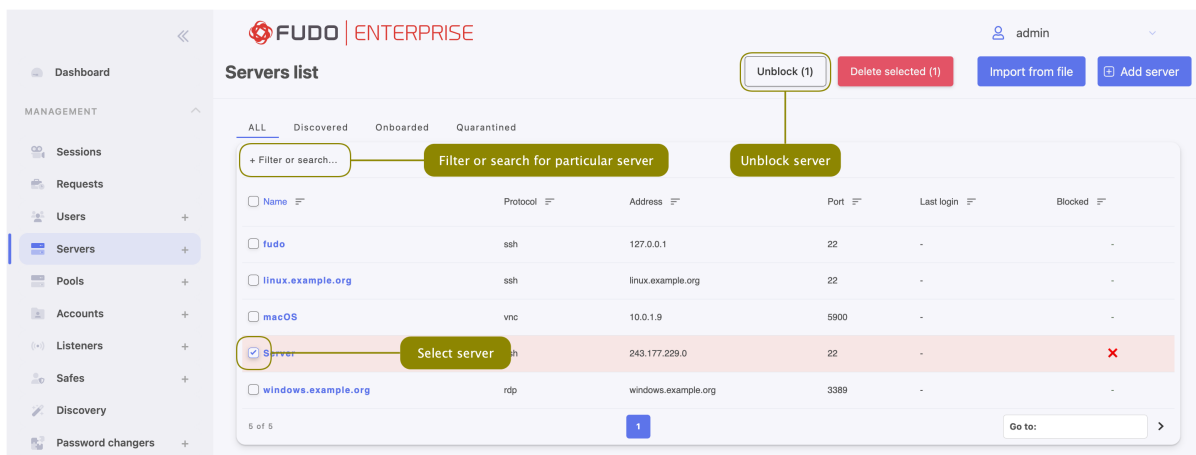 FUDO ENTERPRISE
admin
Dashboard
Servers list
Unblock (1)
Delete selected (1)
Import from file
Add server
MANAGEMENT
ALL Discovered Onboarded Quarantined
Sessions
+ Filter or search...
Filter or search for particular server
Unblock server
Requests
Users +
Name Protocol Address Port Last login Blocked
Servers +
fudo ssh 127.0.0.1 22 - -
Pools +
linux.example.org ssh linux.example.org 22 - -
Accounts +
macOS vnc 10.0.1.9 5900 - -
Listeners +
Server Select server 243.177.229.0 22 -
Safes +
windows.example.org rdp windows.example.org 3389 - -
Discovery
5 of 5 1 Go to:
Password changers +